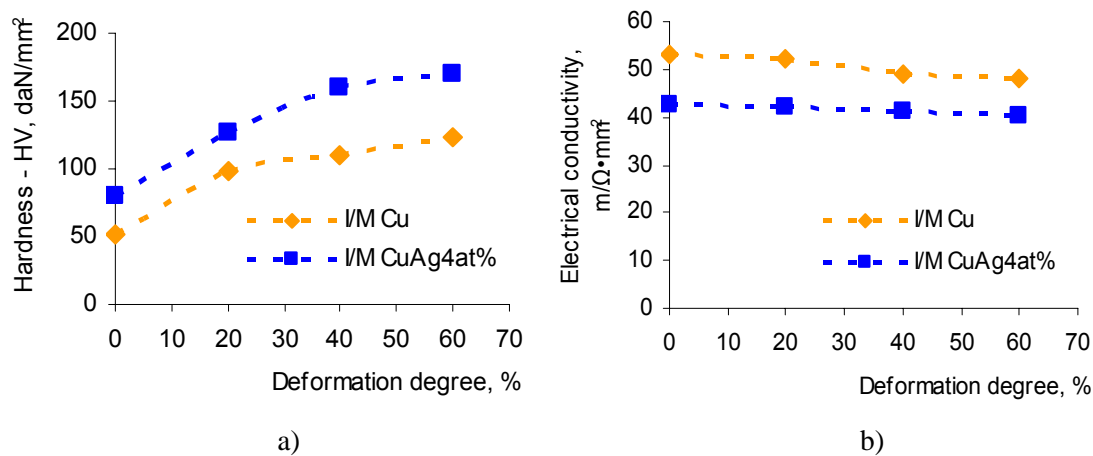 Hardness - HV, daN/mm²
200
150
100
50
0
0 10 20 30 40 50 60 70
I/M Cu
I/M CuAg4at%
Deformation degree, %
a)
Electrical conductivity,
m/Ω•mm²
60
50
40
30
20
10
0
0 10 20 30 40 50 60 70
I/M Cu
I/M CuAg4at%
Deformation degree, %
b)